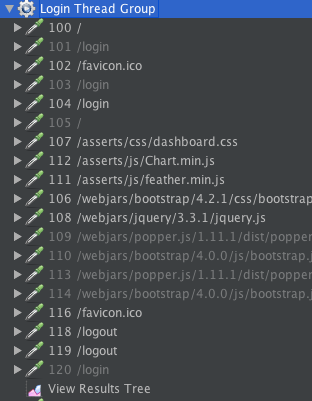 Login Thread Group
100 /
101 /login
102 /favicon.ico
103 /login
104 /login
105 /
107 /asserts/css/dashboard.css
112 /asserts/js/Chart.min.js
111 /asserts/js/feather.min.js
106 /webjars/bootstrap/4.2.1/css/bootstrap
108 /webjars/jquery/3.3.1/jquery.js
109 /webjars/popper.js/1.11.1/dist/popper
110 /webjars/bootstrap/4.0.0/js/bootstrap.
113 /webjars/popper.js/1.11.1/dist/popper
114 /webjars/bootstrap/4.0.0/js/bootstrap.
116 /favicon.ico
118 /logout
119 /logout
120 /login
View Results Tree